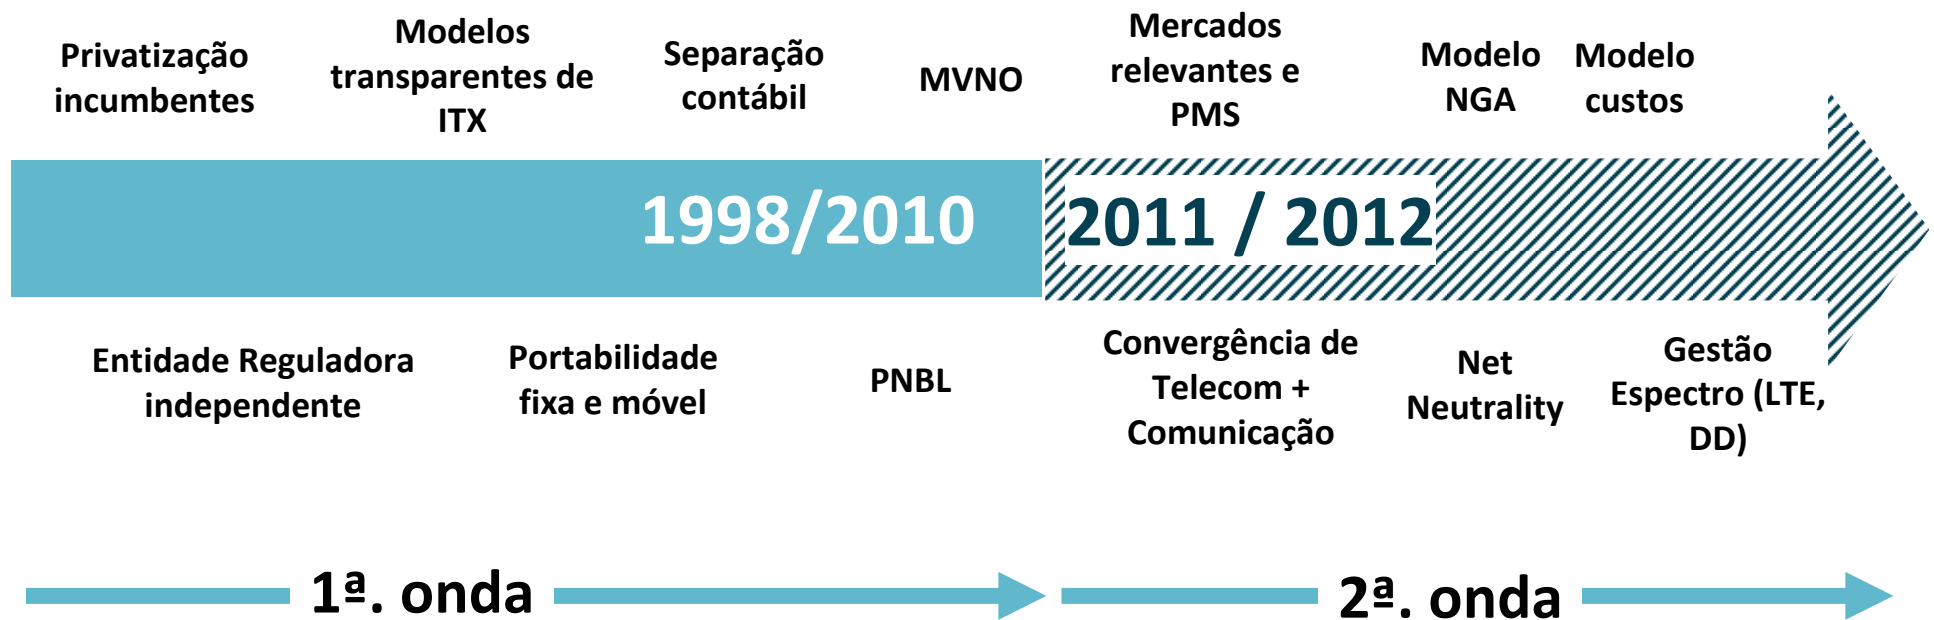 Privatização
incumbentes
Modelos
transparentes de
ITX
Separação
contábil
MVNO
Mercados
relevantes e
PMS
Modelo
NGA
Modelo
custos
1998/2010
2011 / 2012
Entidade Reguladora
independente
Portabilidade
fixa e móvel
PNBL
Convergência de
Telecom +
Comunicação
Net
Neutrality
Gestão
Espectro (LTE,
DD)
1ª. onda
2ª. onda